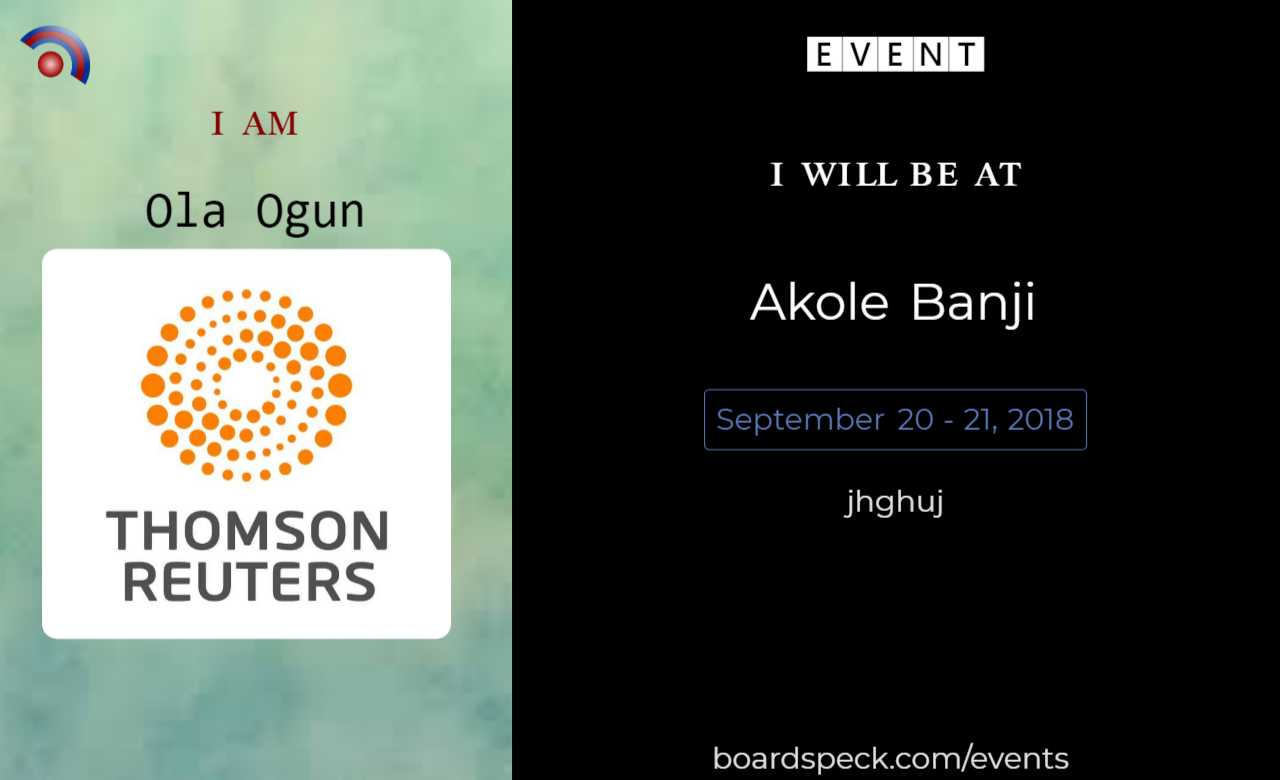 I AM
Ola Ogun
THOMSON
REUTERS
EVENT
I WILL BE AT
Akole Banji
September 20 - 21, 2018
jhghuj
boardspeck.com/events